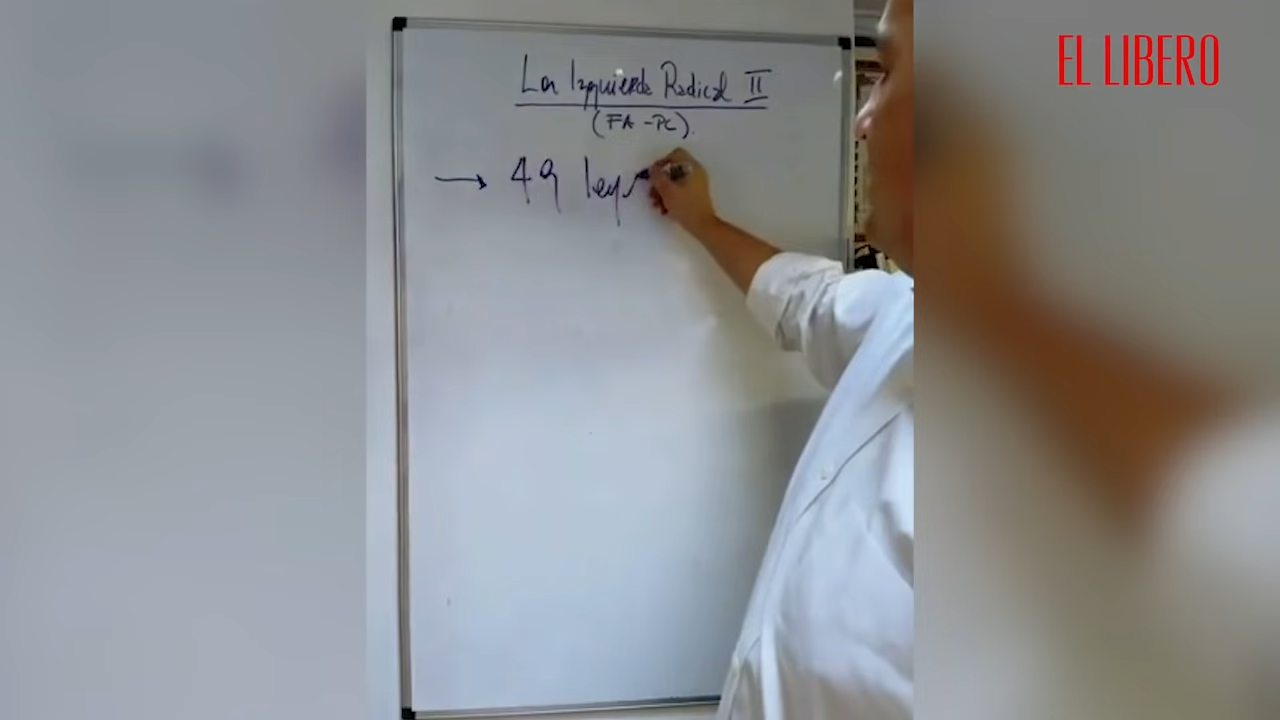 EL LIBERO
La Izquierda Radical II
(FA - PC).
→ 49 ley